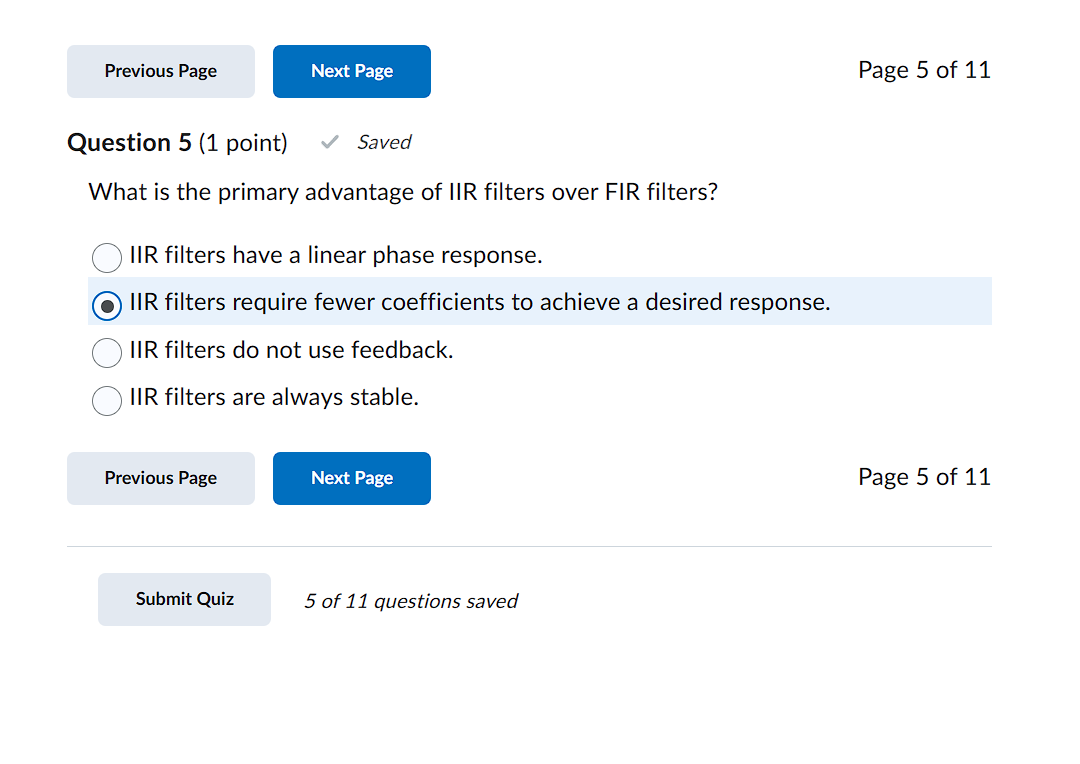 Previous Page Next Page Page 5 of 11
Question 5 (1 point) Saved
What is the primary advantage of IIR filters over FIR filters?
IIR filters have a linear phase response.
IIR filters require fewer coefficients to achieve a desired response.
IIR filters do not use feedback.
IIR filters are always stable.
Previous Page Next Page Page 5 of 11
Submit Quiz 5 of 11 questions saved